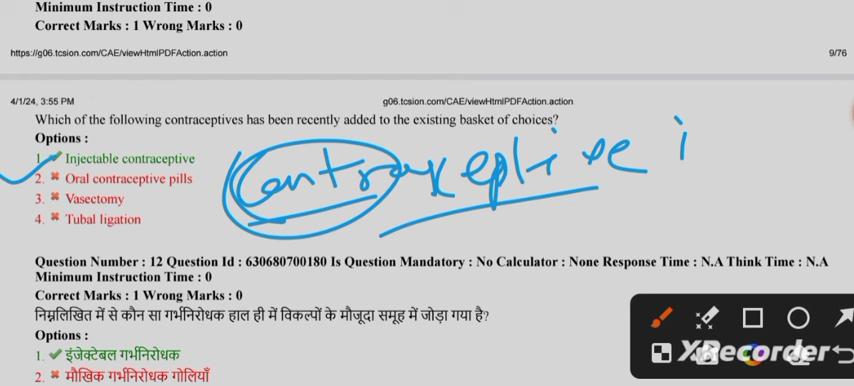 Minimum Instruction Time : 0
Correct Marks : 1 Wrong Marks : 0
https://g06.tcsion.com/CAE/viewHtmlPDFAction.action 9/76
4/1/24, 3:55 PM g06.tcsion.com/CAE/viewHtmlPDFAction.action
Which of the following contraceptives has been recently added to the existing basket of choices?
Options :
1. ✔ Injectable contraceptive
2. ✖ Oral contraceptive pills
3. ✖ Vasectomy
4. ✖ Tubal ligation
Question Number : 12 Question Id : 630680700180 Is Question Mandatory : No Calculator : None Response Time : N.A Think Time : N.A
Minimum Instruction Time : 0
Correct Marks : 1 Wrong Marks : 0
निम्नलिखित में से कौन सा गर्भनिरोधक हाल ही में विकल्पों के मौजूदा समूह में जोड़ा गया है?
Options :
1. ✔ इंजेक्टेबल गर्भनिरोधक
2. ✖ मौखिक गर्भनिरोधक गोलियाँ
XRecorder